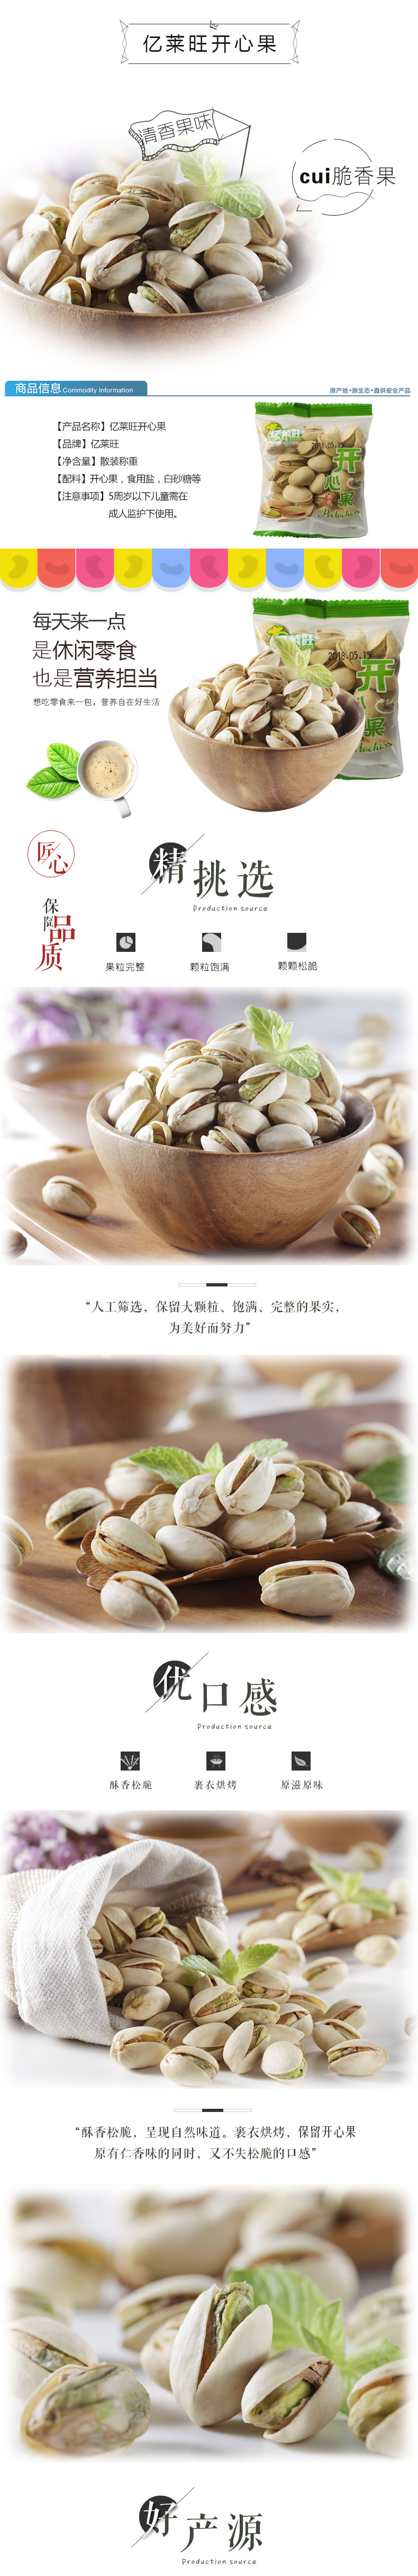 亿莱旺开心果
清香果味
cui脆香果
商品信息 Commodity Information
原产地•原生态•直供安全产品
【产品名称】亿莱旺开心果
【品牌】亿莱旺
【净含量】散装称重
【配料】开心果，食用盐，白砂糖等
【注意事项】5周岁以下儿童需在
成人监护下使用。
2018.05.15
开心果
Pistachios
每天来一点
是休闲零食
也是营养担当
想吃零食来一包，营养自在好生活
2018.05.15
开心果
匠心
保障品质
精挑选
Production source
果粒完整
颗粒饱满
颗颗松脆
“人工筛选，保留大颗粒、饱满、完整的果实，
为美好而努力”
优口感
Production source
酥香松脆
裹衣烘烤
原滋原味
“酥香松脆，呈现自然味道。裹衣烘烤，保留开心果
原有仁香味的同时，又不失松脆的口感”
好产源
Production source